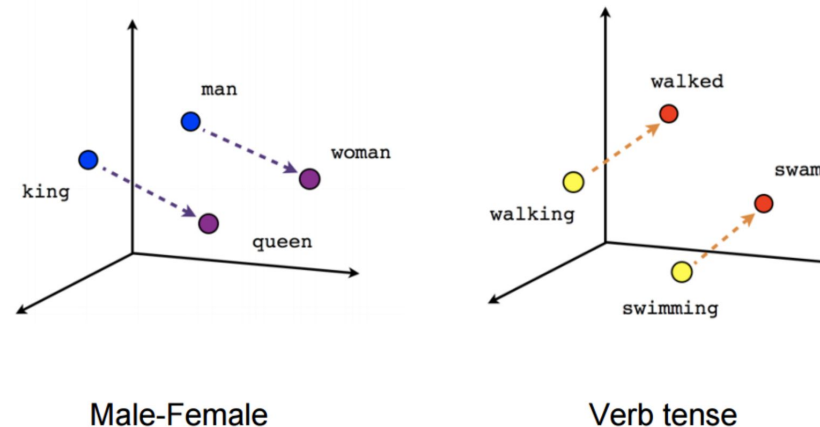 man
woman
king
queen
walked
swam
walking
swimming
Male-Female
Verb tense